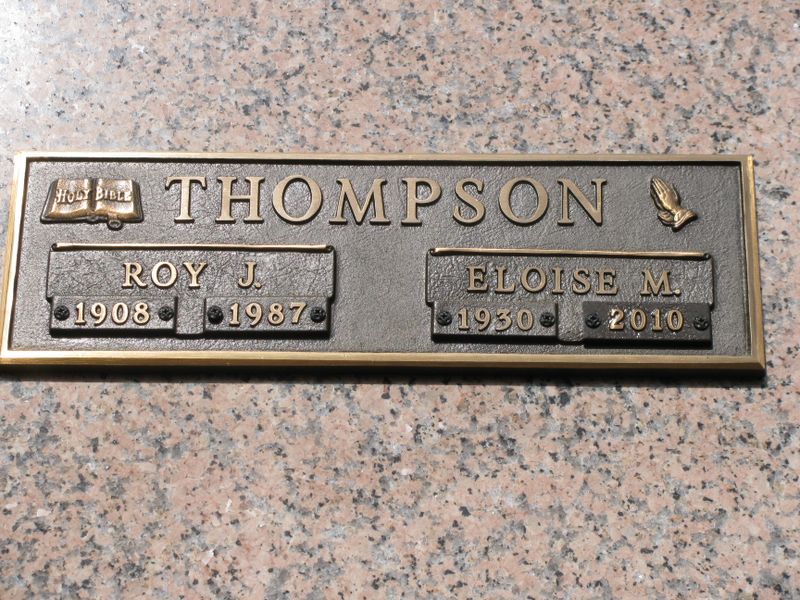 HOLY BIBLE
THOMPSON
ROY J.
1908 1987
ELOISE M.
1930 2010